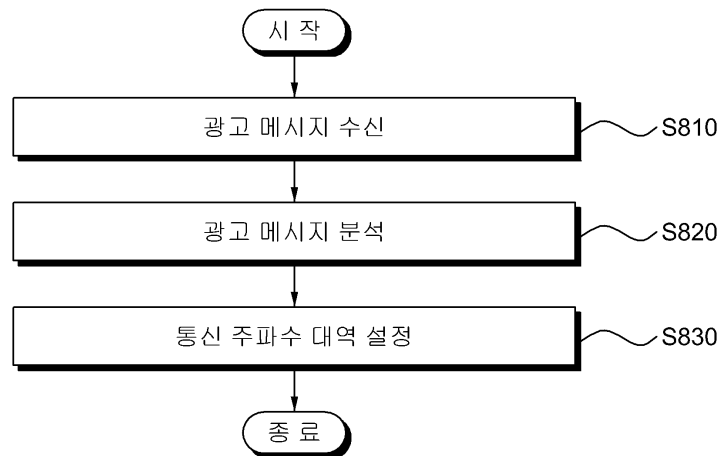 시 작
광고 메시지 수신
S810
광고 메시지 분석
S820
통신 주파수 대역 설정
S830
종 료